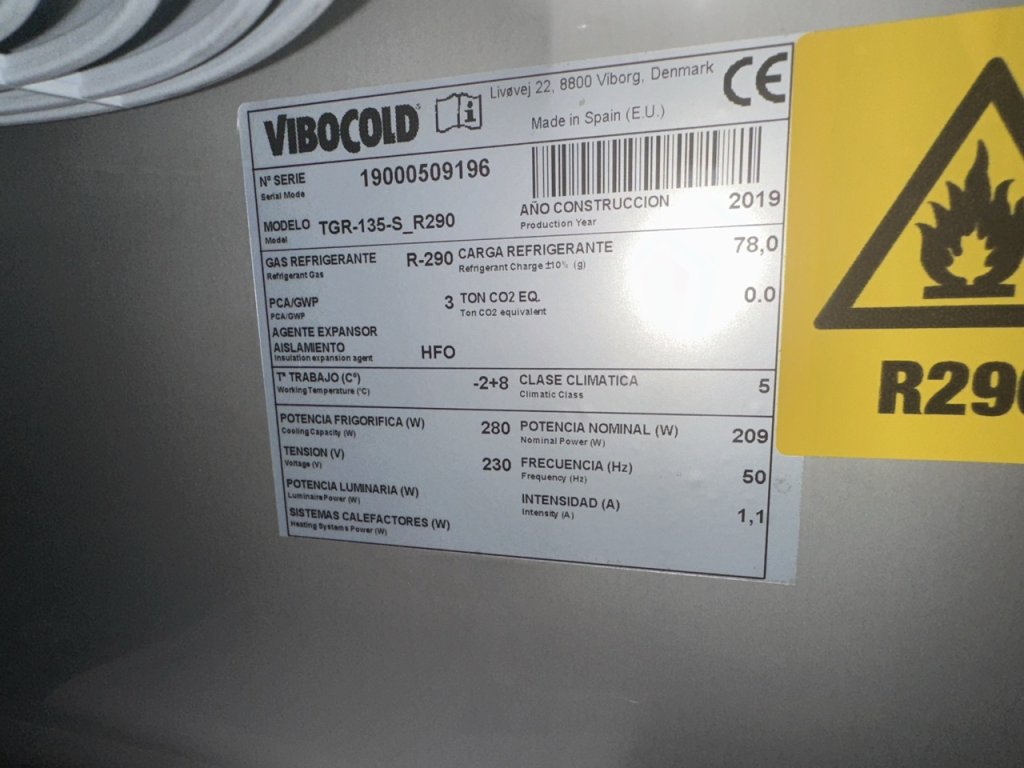 VIBOCOLD
Livøvej 22, 8800 Viborg, Denmark
CE
Made in Spain (E.U.)
Nº SERIE 19000509196
Serial Mode
MODELO TGR-135-S_R290
Model
AÑO CONSTRUCCION 2019
Production Year
GAS REFRIGERANTE R-290
Refrigerant Gas
CARGA REFRIGERANTE 78,0
Refrigerant Charge ±10% (g)
PCA/GWP 3
PCA/GWP
TON CO2 EQ. 0.0
Ton CO2 equivalent
AGENTE EXPANSOR
AISLAMIENTO HFO
Insulation expansion agent
Tª TRABAJO (Cº) -2+8
Working Temperature (ºC)
CLASE CLIMATICA 5
Climatic Class
POTENCIA FRIGORIFICA (W) 280
Cooling Capacity (W)
POTENCIA NOMINAL (W) 209
Nominal Power (W)
TENSION (V) 230
Voltage (V)
FRECUENCIA (Hz) 50
Frequency (Hz)
POTENCIA LUMINARIA (W)
Luminaire Power (W)
INTENSIDAD (A) 1,1
Intensity (A)
SISTEMAS CALEFACTORES (W)
Heating Systems Power (W)